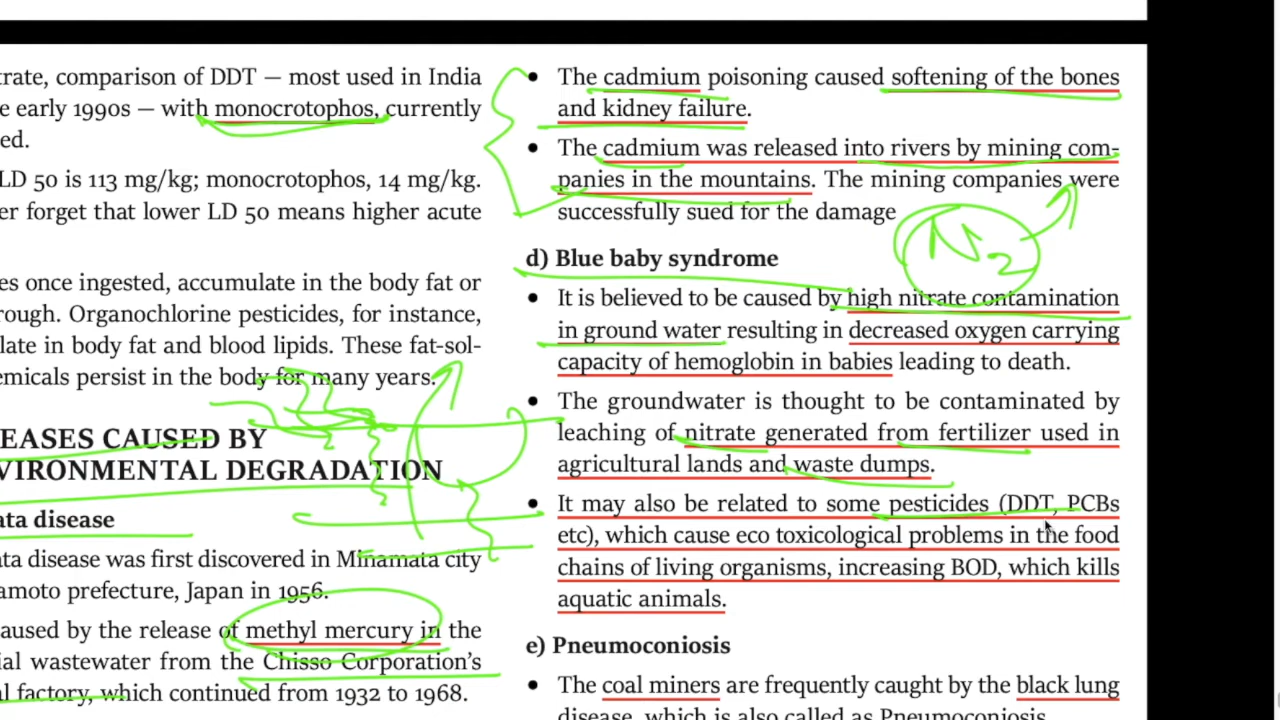 trate, comparison of DDT — most used in India
e early 1990s — with monocrotophos, currently
ed.
LD 50 is 113 mg/kg; monocrotophos, 14 mg/kg.
er forget that lower LD 50 means higher acute
es once ingested, accumulate in the body fat or
rough. Organochlorine pesticides, for instance,
late in body fat and blood lipids. These fat-sol-
emicals persist in the body for many years.
EASES CAUSED BY
VIRONMENTAL DEGRADATION
ata disease
ata disease was first discovered in Minamata city
amoto prefecture, Japan in 1956.
aused by the release of methyl mercury in the
ial wastewater from the Chisso Corporation's
l factory, which continued from 1932 to 1968.
• The cadmium poisoning caused softening of the bones
and kidney failure.
• The cadmium was released into rivers by mining com-
panies in the mountains. The mining companies were
successfully sued for the damage
N2
d) Blue baby syndrome
• It is believed to be caused by high nitrate contamination
in ground water resulting in decreased oxygen carrying
capacity of hemoglobin in babies leading to death.
• The groundwater is thought to be contaminated by
leaching of nitrate generated from fertilizer used in
agricultural lands and waste dumps.
• It may also be related to some pesticides (DDT, PCBs
etc), which cause eco toxicological problems in the food
chains of living organisms, increasing BOD, which kills
aquatic animals.
e) Pneumoconiosis
• The coal miners are frequently caught by the black lung
disease, which is also called as Pneumoconiosis